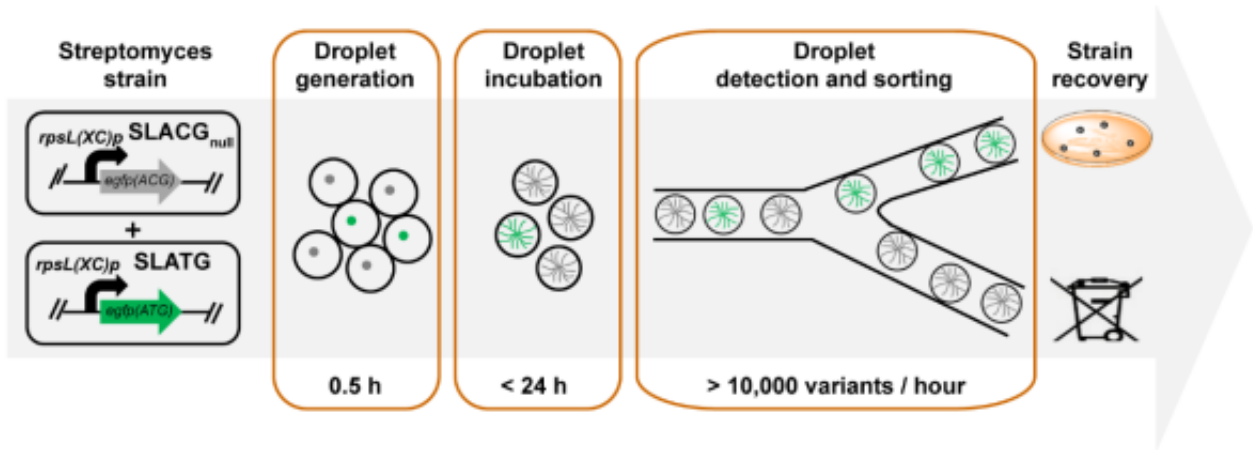 Streptomyces
strain
Droplet
generation
Droplet
incubation
Droplet
detection and sorting
Strain
recovery
rpsL(XC)p SLACGnull
egfp(ACG)
+
rpsL(XC)p SLATG
egfp(ATG)
0.5 h
< 24 h
> 10,000 variants / hour